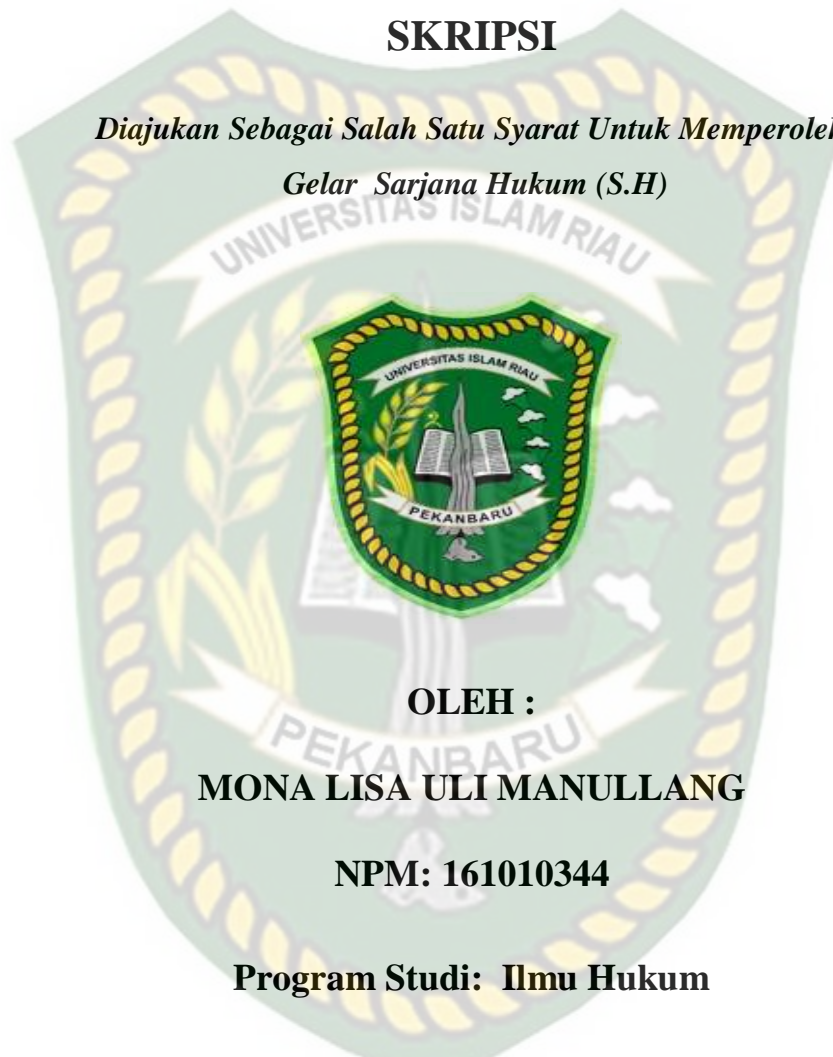 SKRIPSI
Diajukan Sebagai Salah Satu Syarat Untuk Memperoleh
Gelar Sarjana Hukum (S.H)
UNIVERSITAS ISLAM RIAU
UNIVERSITAS ISLAM RIAU
PEKANBARU
OLEH :
PEKANBARU
MONA LISA ULI MANULLANG
NPM: 161010344
Program Studi: Ilmu Hukum